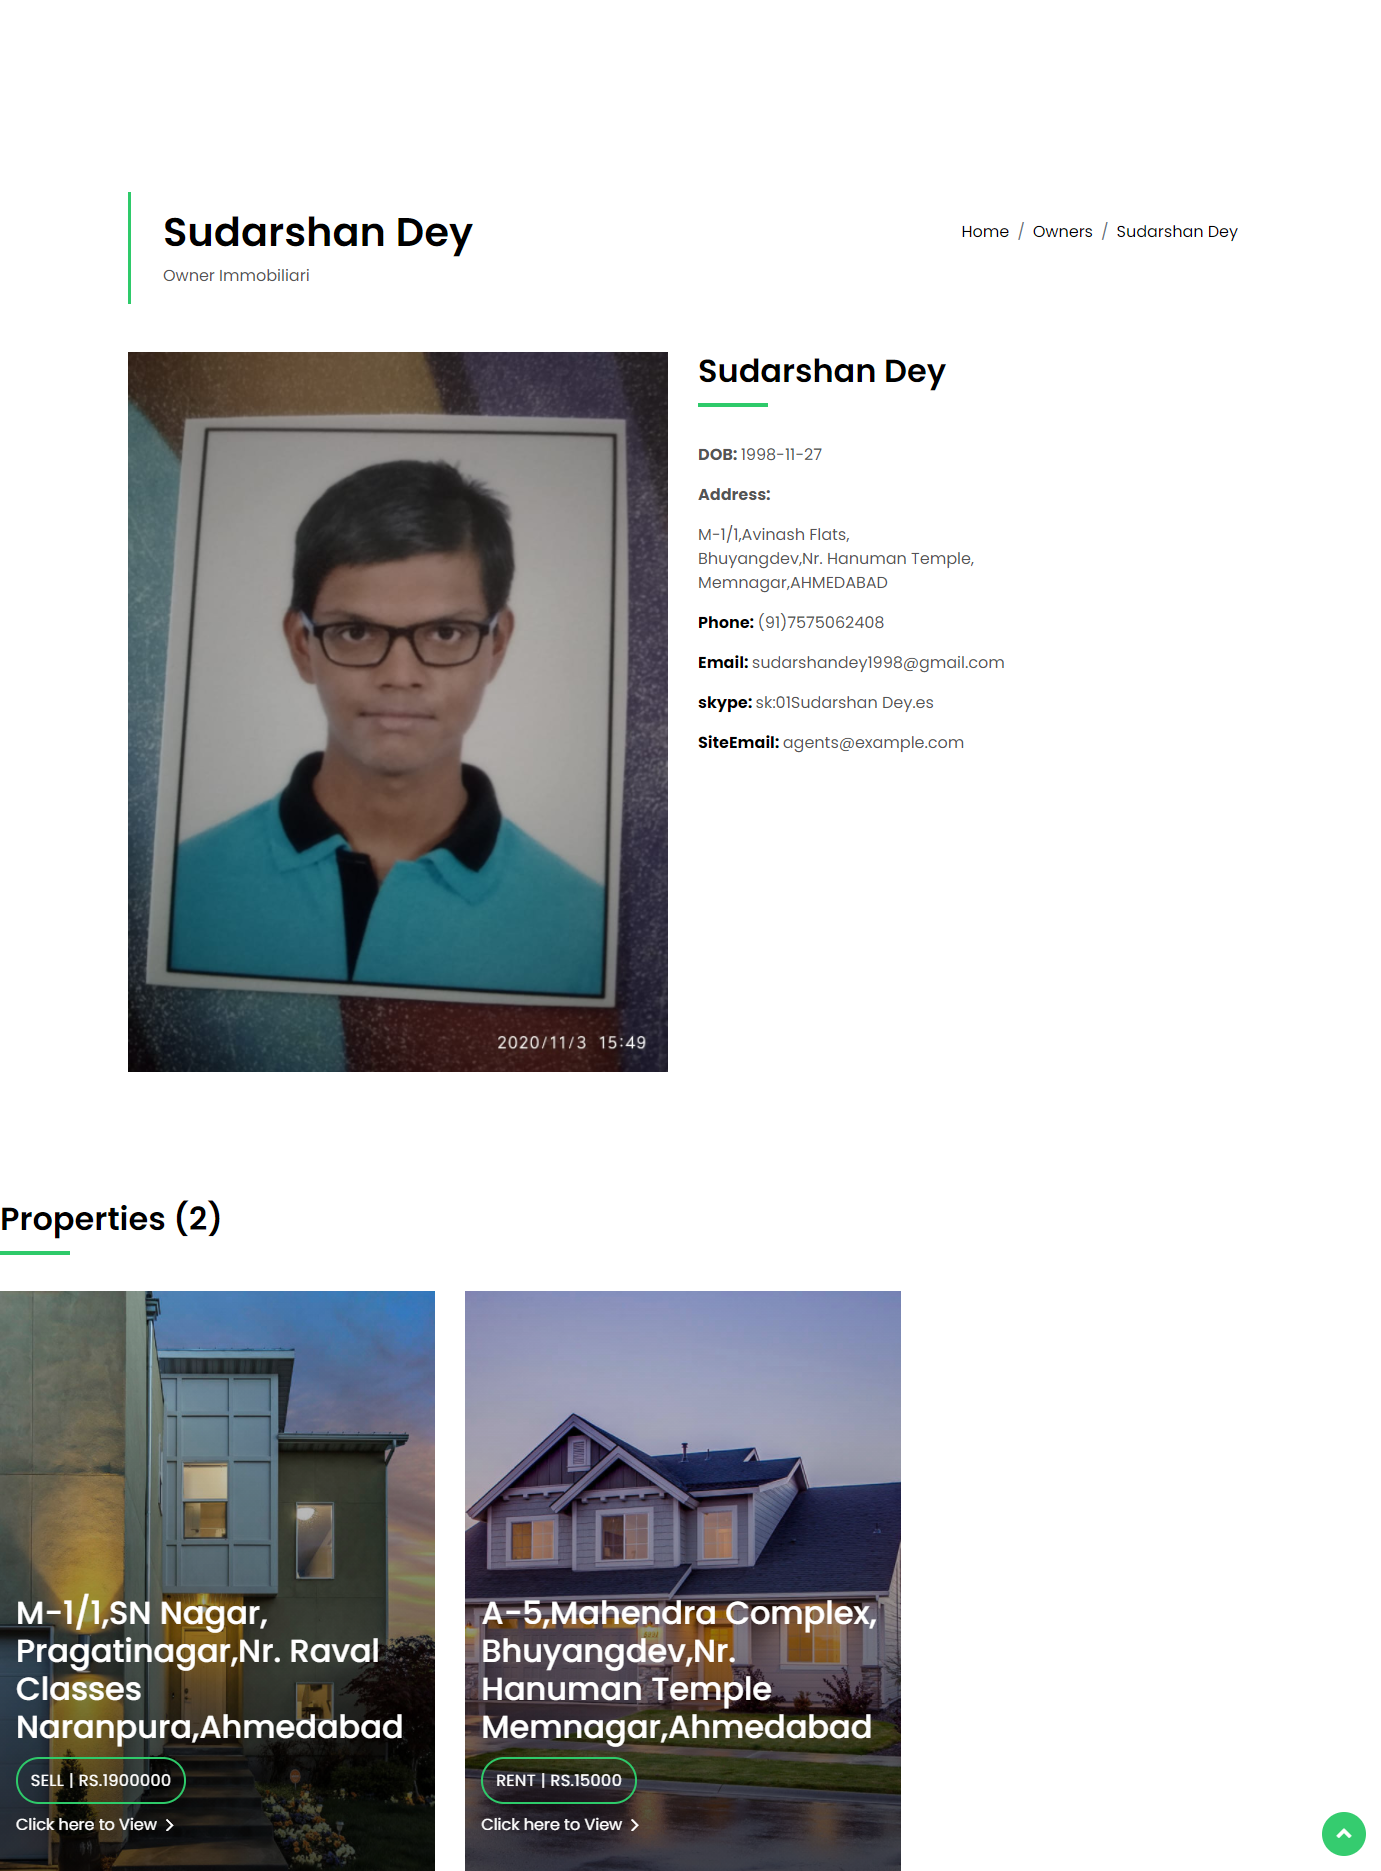 Sudarshan Dey
Owner Immobiliari
Home / Owners / Sudarshan Dey
Sudarshan Dey
DOB: 1998-11-27
Address:
M-1/1,Avinash Flats,
Bhuyangdev,Nr. Hanuman Temple,
Memnagar,AHMEDABAD
Phone: (91)7575062408
Email: sudarshandey1998@gmail.com
skype: sk:01Sudarshan Dey.es
SiteEmail: agents@example.com
2020/11/3 15:49
Properties (2)
M-1/1,SN Nagar,
Pragatinagar,Nr. Raval
Classes
Naranpura,Ahmedabad
SELL | RS.1900000
Click here to View
A-5,Mahendra Complex,
Bhuyangdev,Nr.
Hanuman Temple
Memnagar,Ahmedabad
RENT | RS.15000
Click here to View